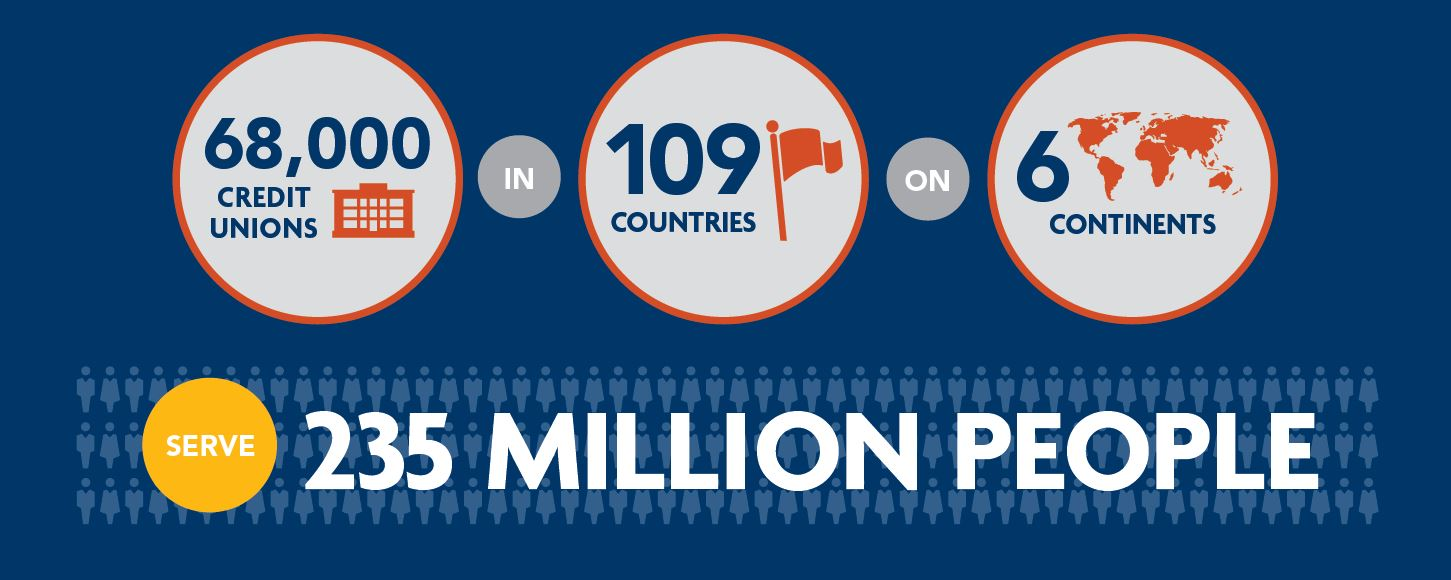 68,000
CREDIT
UNIONS
IN
109
COUNTRIES
ON
6
CONTINENTS
SERVE
235 MILLION PEOPLE